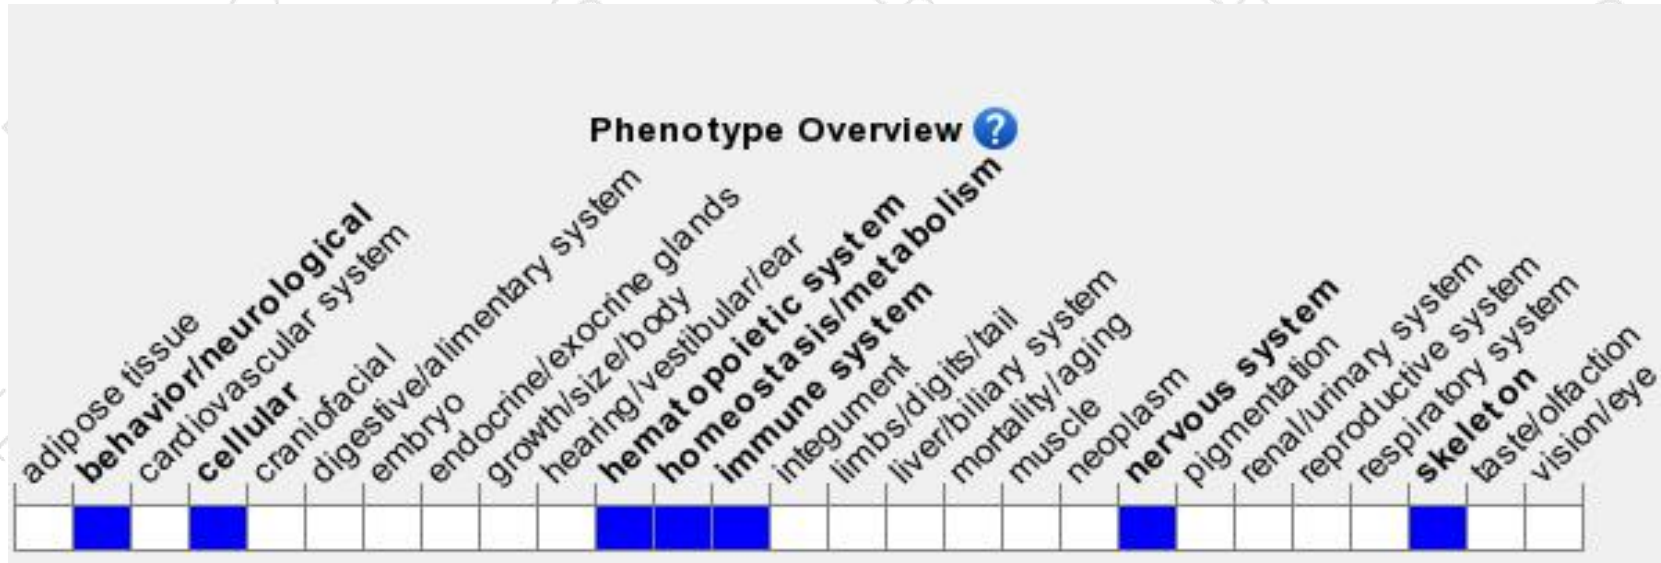 Phenotype Overview ?
adipose tissue
behavior/neurological
cardiovascular system
cellular
craniofacial
digestive/alimentary system
embryo
endocrine/exocrine glands
growth/size/body
hearing/vestibular/ear
hematopoietic system
homeostasis/metabolism
immune system
integument
limbs/digits/tail
liver/biliary system
mortality/aging
muscle
neoplasm
nervous system
pigmentation
renal/urinary system
reproductive system
respiratory system
skeleton
taste/olfaction
vision/eye